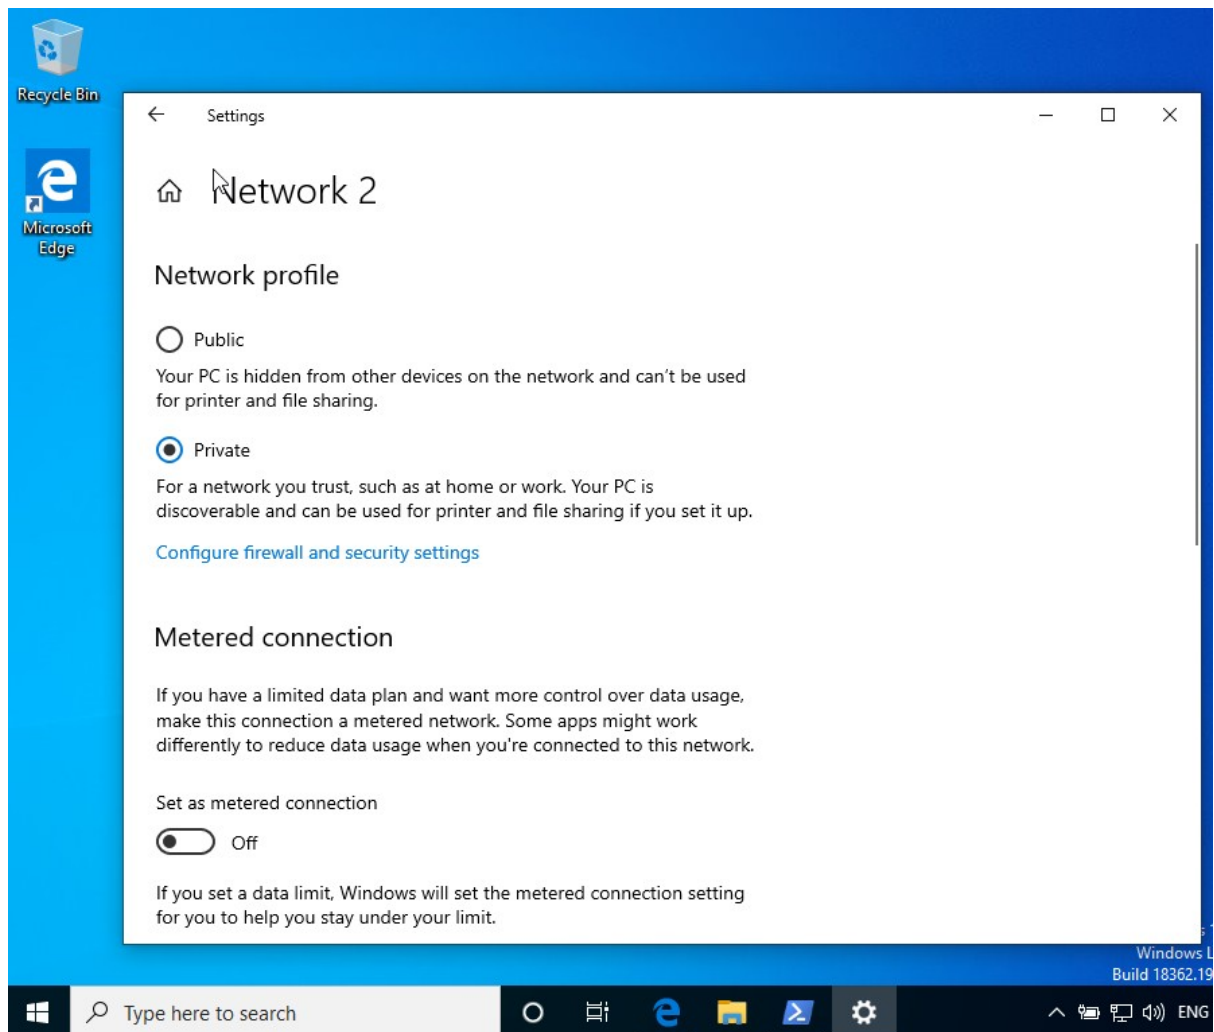 Recycle Bin
Microsoft
Edge
Settings
Network 2
Network profile
Public
Your PC is hidden from other devices on the network and can't be used
for printer and file sharing.
Private
For a network you trust, such as at home or work. Your PC is
discoverable and can be used for printer and file sharing if you set it up.
Configure firewall and security settings
Metered connection
If you have a limited data plan and want more control over data usage,
make this connection a metered network. Some apps might work
differently to reduce data usage when you're connected to this network.
Set as metered connection
Off
If you set a data limit, Windows will set the metered connection setting
for you to help you stay under your limit.
Windows L
Build 18362.19
Type here to search
ENG